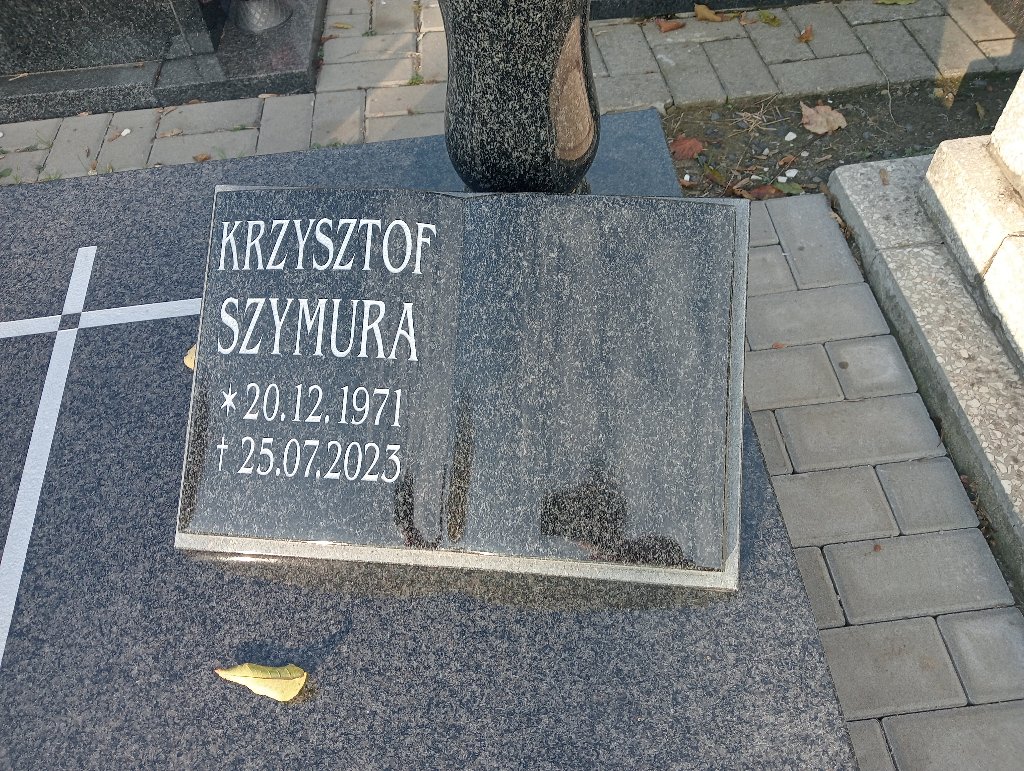 KRZYSZTOF
SZYMURA
* 20.12.1971
† 25.07.2023